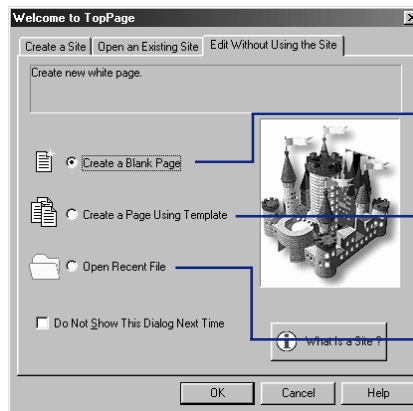 Welcome to TopPage
Create a Site
Open an Existing Site
Edit Without Using the Site
Create new white page.
Create a Blank Page
Create a Page Using Template
Open Recent File
Do Not Show This Dialog Next Time
What Is a Site ?
OK
Cancel
Help